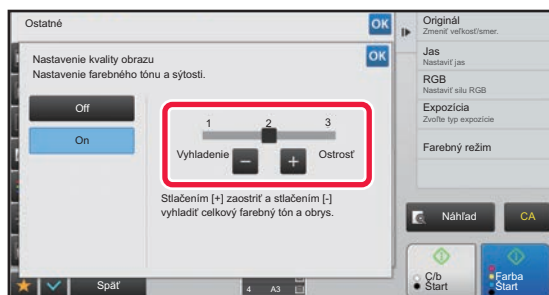 Ostatné
OK
Nastavenie kvality obrazu
Nastavenie farebného tónu a sýtosti.
OK
Off
On
1 2 3
Vyhladenie
Ostrosť
Stlačením [+] zaostriť a stlačením [-]
vyhladiť celkový farebný tón a obrys.
Späť
4 A3
Originál
Zmeniť veľkosť/smer.
Jas
Nastaviť jas
RGB
Nastaviť silu RGB
Expozícia
Zvoľte typ expozície
Farebný režim
Náhľad
CA
Č/b
Štart
Farba
Štart